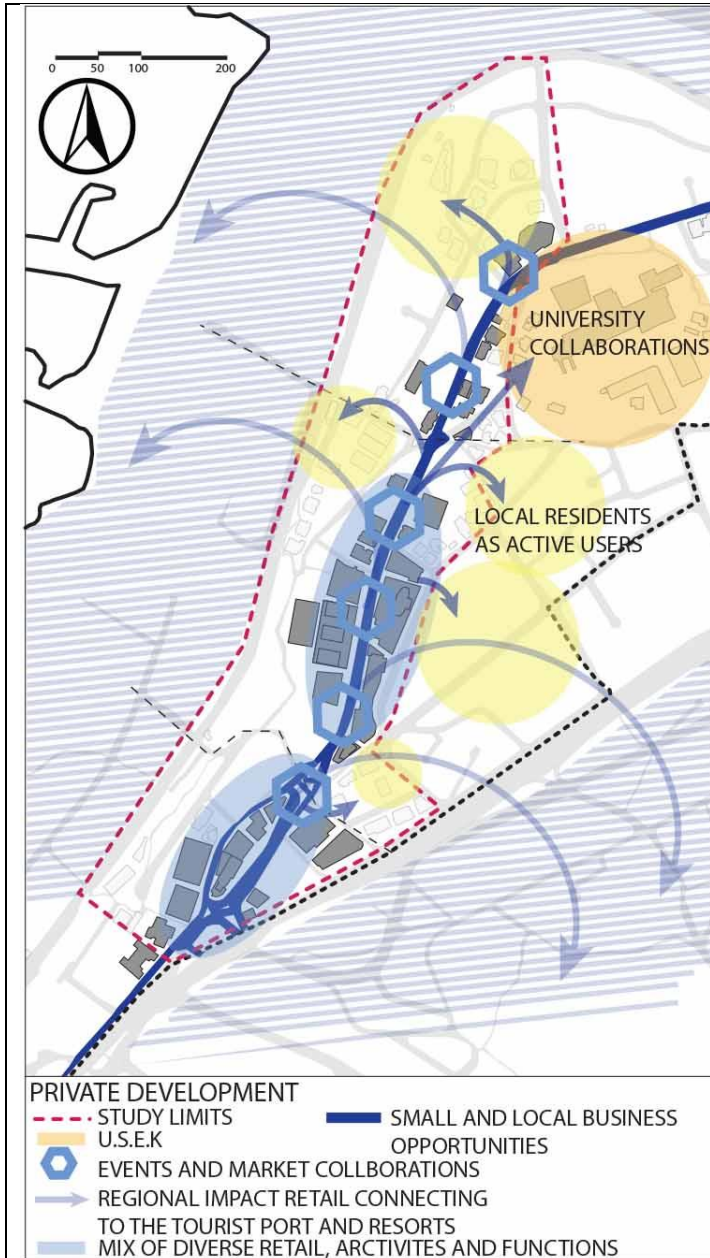 0 50 100 200
UNIVERSITY
COLLABORATIONS
LOCAL RESIDENTS
AS ACTIVE USERS
PRIVATE DEVELOPMENT
STUDY LIMITS
SMALL AND LOCAL BUSINESS
OPPORTUNITIES
U.S.E.K
EVENTS AND MARKET COLLBORATIONS
REGIONAL IMPACT RETAIL CONNECTING
TO THE TOURIST PORT AND RESORTS
MIX OF DIVERSE RETAIL, ARCTIVITES AND FUNCTIONS